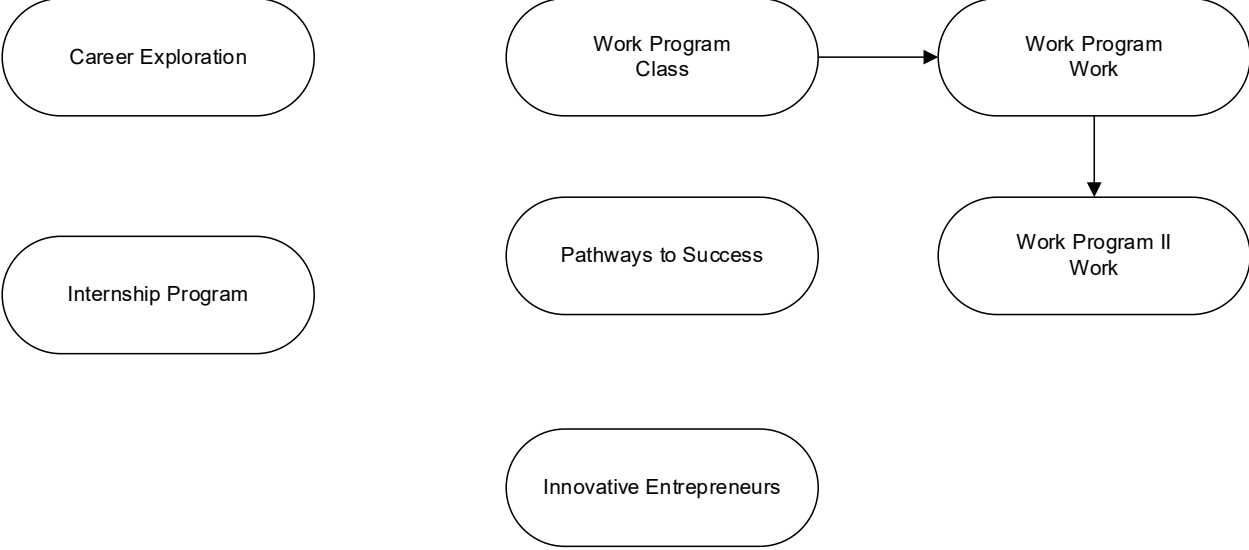 Career Exploration
Work Program
Class
Work Program
Work
Pathways to Success
Work Program II
Work
Internship Program
Innovative Entrepreneurs